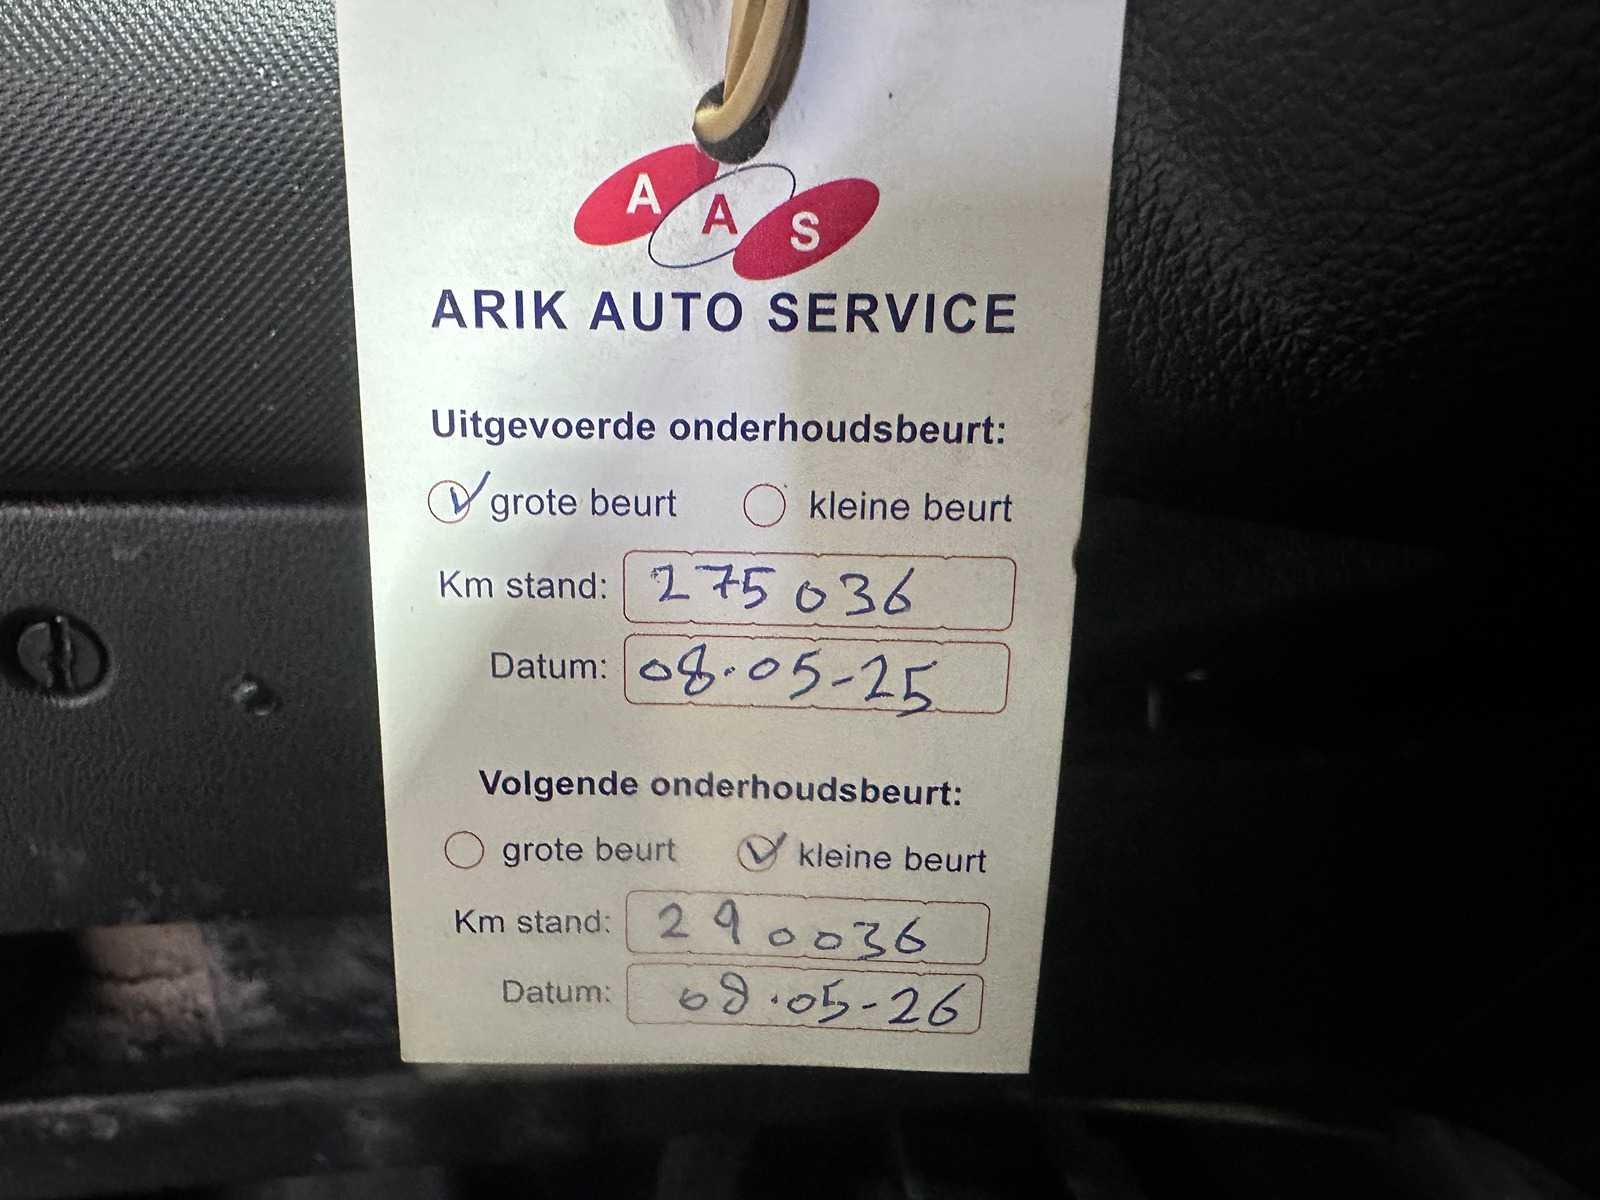 A A S
ARIK AUTO SERVICE
Uitgevoerde onderhoudsbeurt:
grote beurt kleine beurt
Km stand: 275036
Datum: 08.05-25
Volgende onderhoudsbeurt:
grote beurt kleine beurt
Km stand: 290036
Datum: 08.05-26